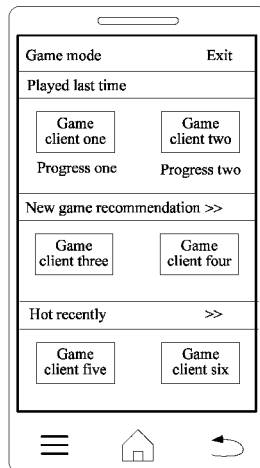 Game mode Exit
Played last time
Game Game
client one client two
Progress one Progress two
New game recommendation >>
Game Game
client three client four
Hot recently >>
Game Game
client five client six